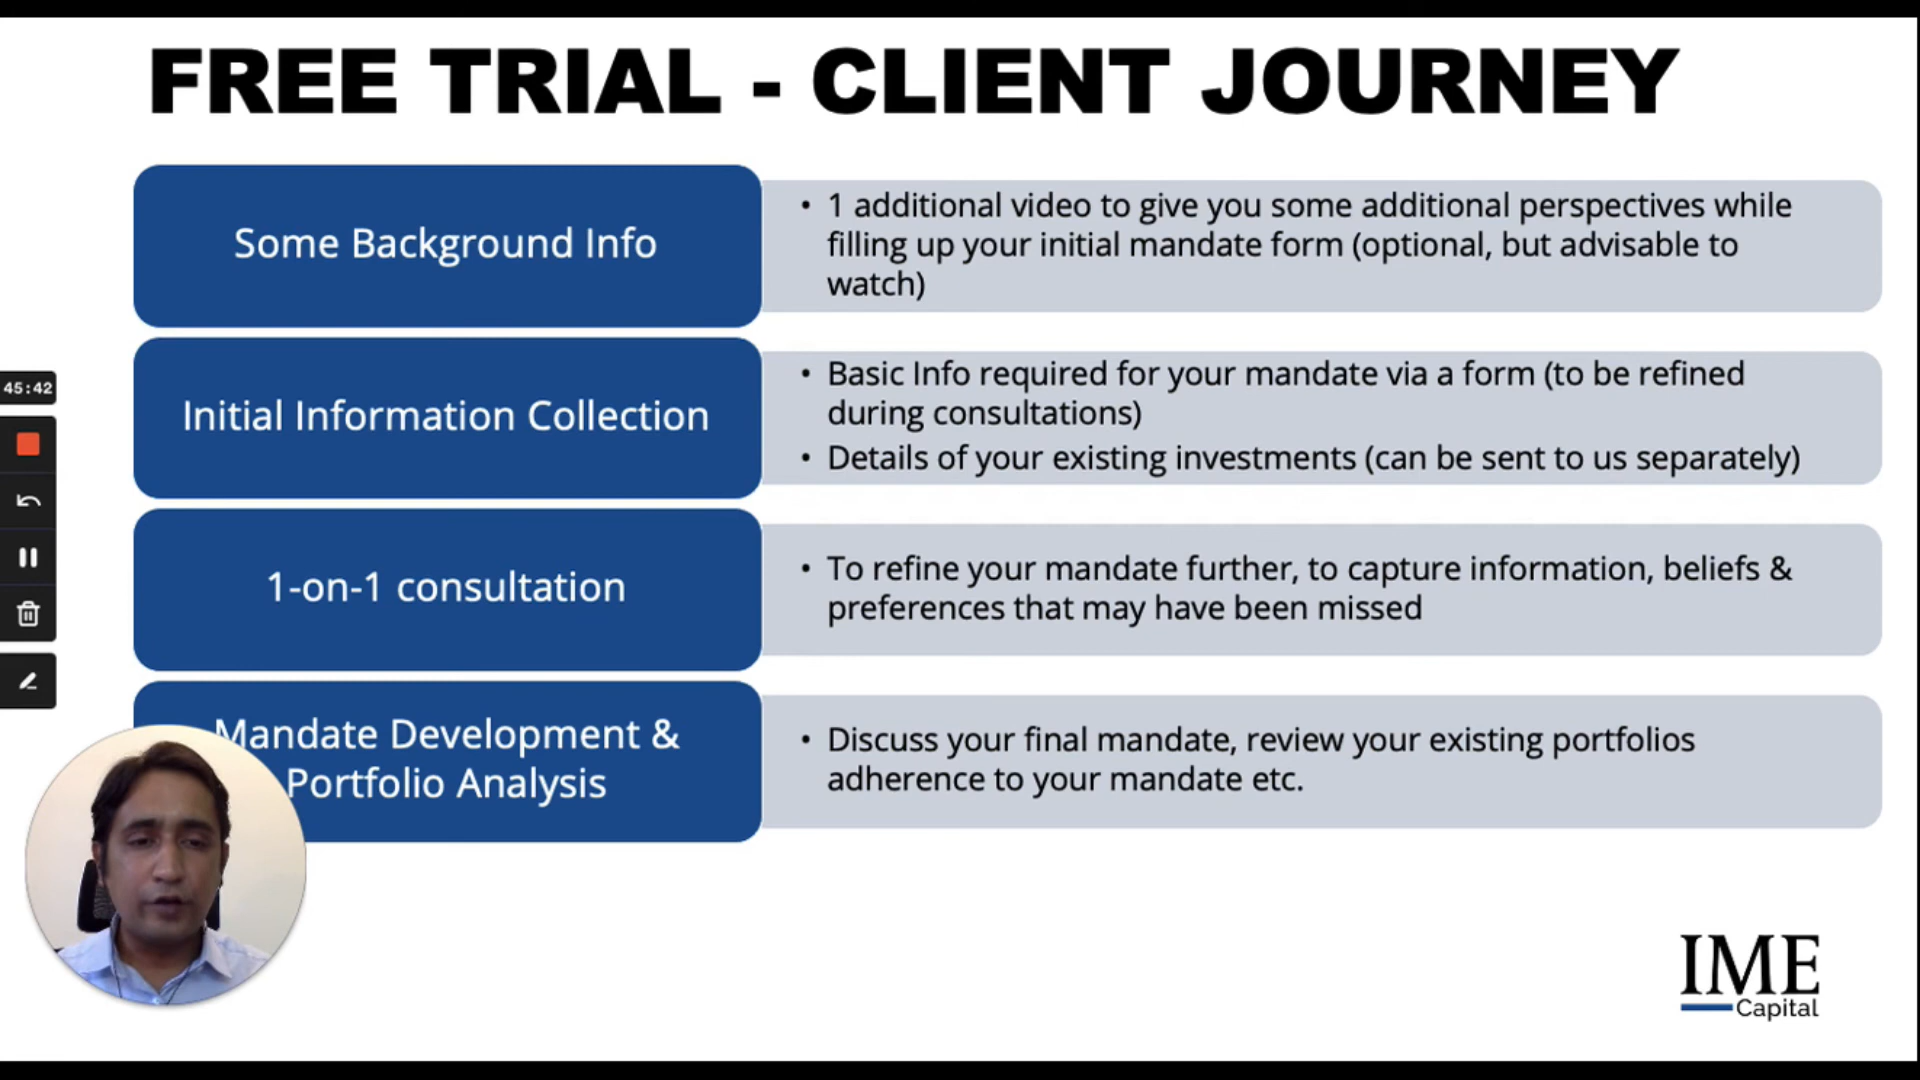 FREE TRIAL - CLIENT JOURNEY
Some Background Info
• 1 additional video to give you some additional perspectives while
filling up your initial mandate form (optional, but advisable to
watch)
45:42
Initial Information Collection
• Basic Info required for your mandate via a form (to be refined
during consultations)
• Details of your existing investments (can be sent to us separately)
1-on-1 consultation
• To refine your mandate further, to capture information, beliefs &
preferences that may have been missed
Mandate Development &
Portfolio Analysis
• Discuss your final mandate, review your existing portfolios
adherence to your mandate etc.
IME
Capital